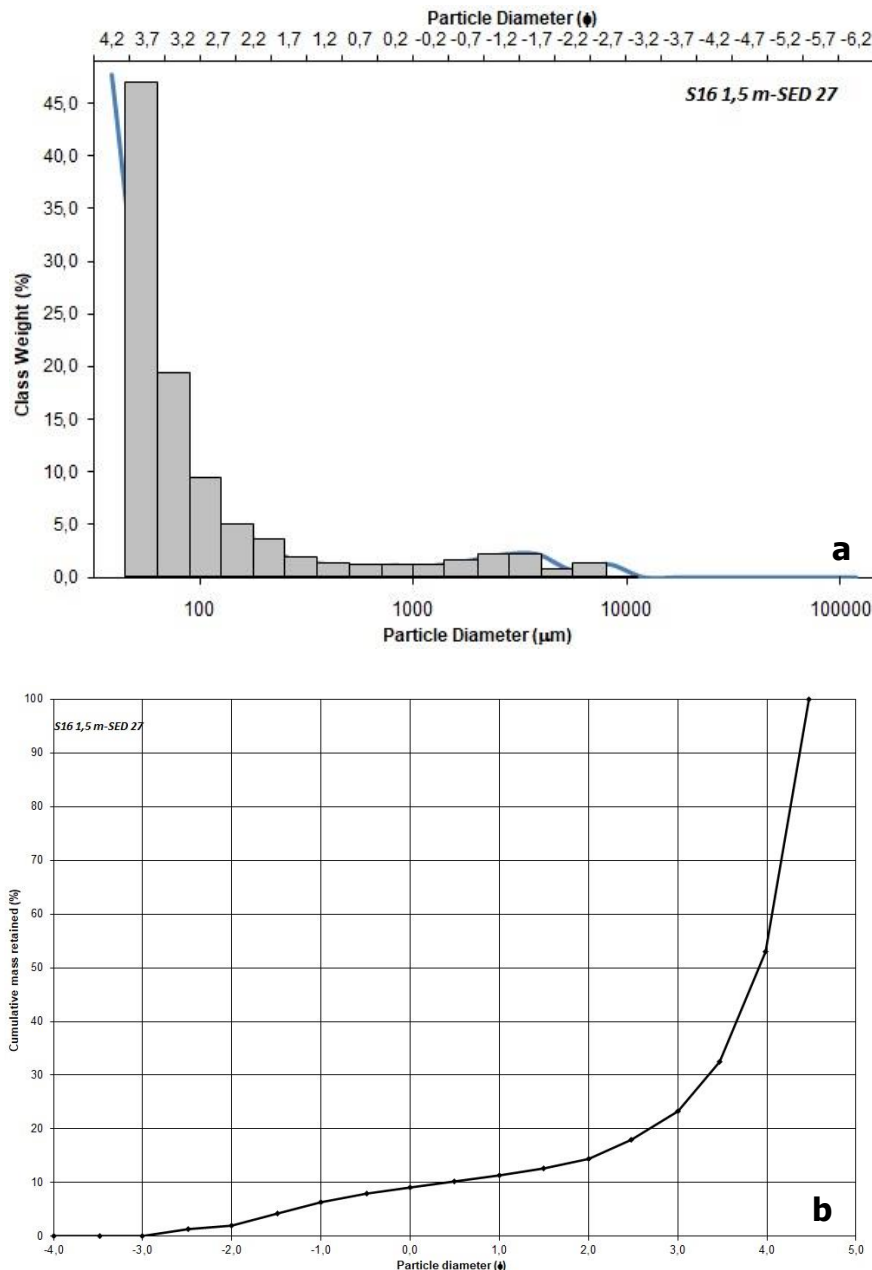 Particle Diameter (ϕ)
4,2 3,7 3,2 2,7 2,2 1,7 1,2 0,7 0,2 -0,2 -0,7 -1,2 -1,7 -2,2 -2,7 -3,2 -3,7 -4,2 -4,7 -5,2 -5,7 -6,2
S16 1,5 m-SED 27
45,0
40,0
35,0
30,0
25,0
20,0
15,0
10,0
5,0
0,0
Class Weight (%)
a
100 1000 10000 100000
Particle Diameter (μm)
100
S16 1,5 m-SED 27
90
80
70
60
50
40
30
20
10
0
Cumulative mass retained (%)
b
-4,0 -3,0 -2,0 -1,0 0,0 1,0 2,0 3,0 4,0 5,0
Particle diameter (ϕ)